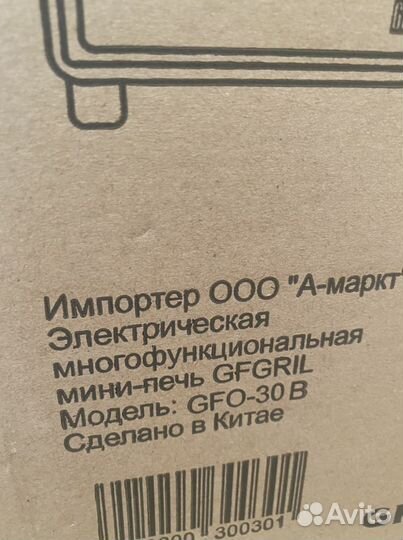 Импортер ООО "А-маркт"
Электрическая
многофункциональная
мини-печь GFGRIL
Модель: GFO-30 B
Сделано в Китае
300301
Avito